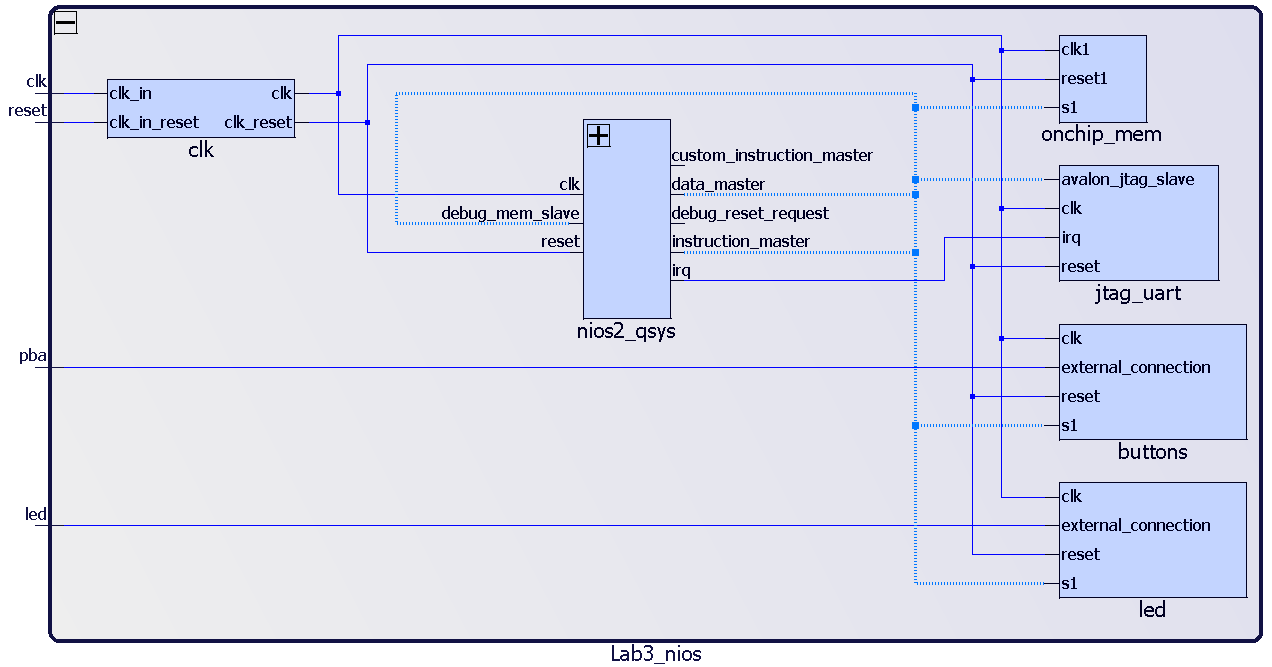 clk
reset
clk_in
clk
clk_in_reset
clk_reset
clk
custom_instruction_master
clk
data_master
debug_mem_slave
debug_reset_request
reset
instruction_master
irq
nios2_qsys
clk1
reset1
s1
onchip_mem
avalon_jtag_slave
clk
irq
reset
jtag_uart
pba
clk
external_connection
reset
s1
buttons
led
clk
external_connection
reset
s1
led
Lab3_nios